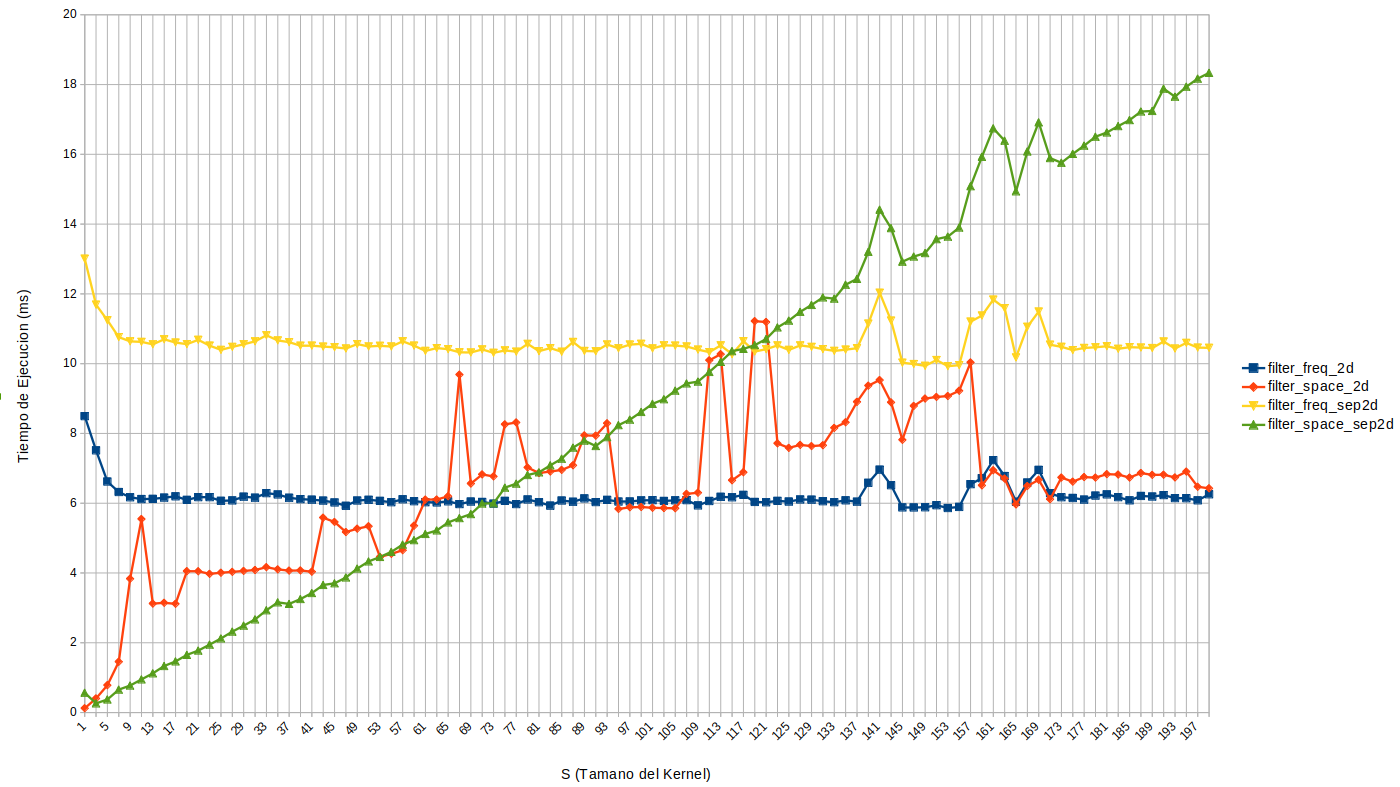 20
18
16
14
12
10
8
6
4
2
0
Tiempo de Ejecucion (ms)
1 5 9 13 17 21 25 29 33 37 41 45 49 53 57 61 65 69 73 77 81 85 89 93 97 101 105 109 113 117 121 125 129 133 137 141 145 149 153 157 161 165 169 173 177 181 185 189 193 197
S (Tamano del Kernel)
filter_freq_2d
filter_space_2d
filter_freq_sep2d
filter_space_sep2d